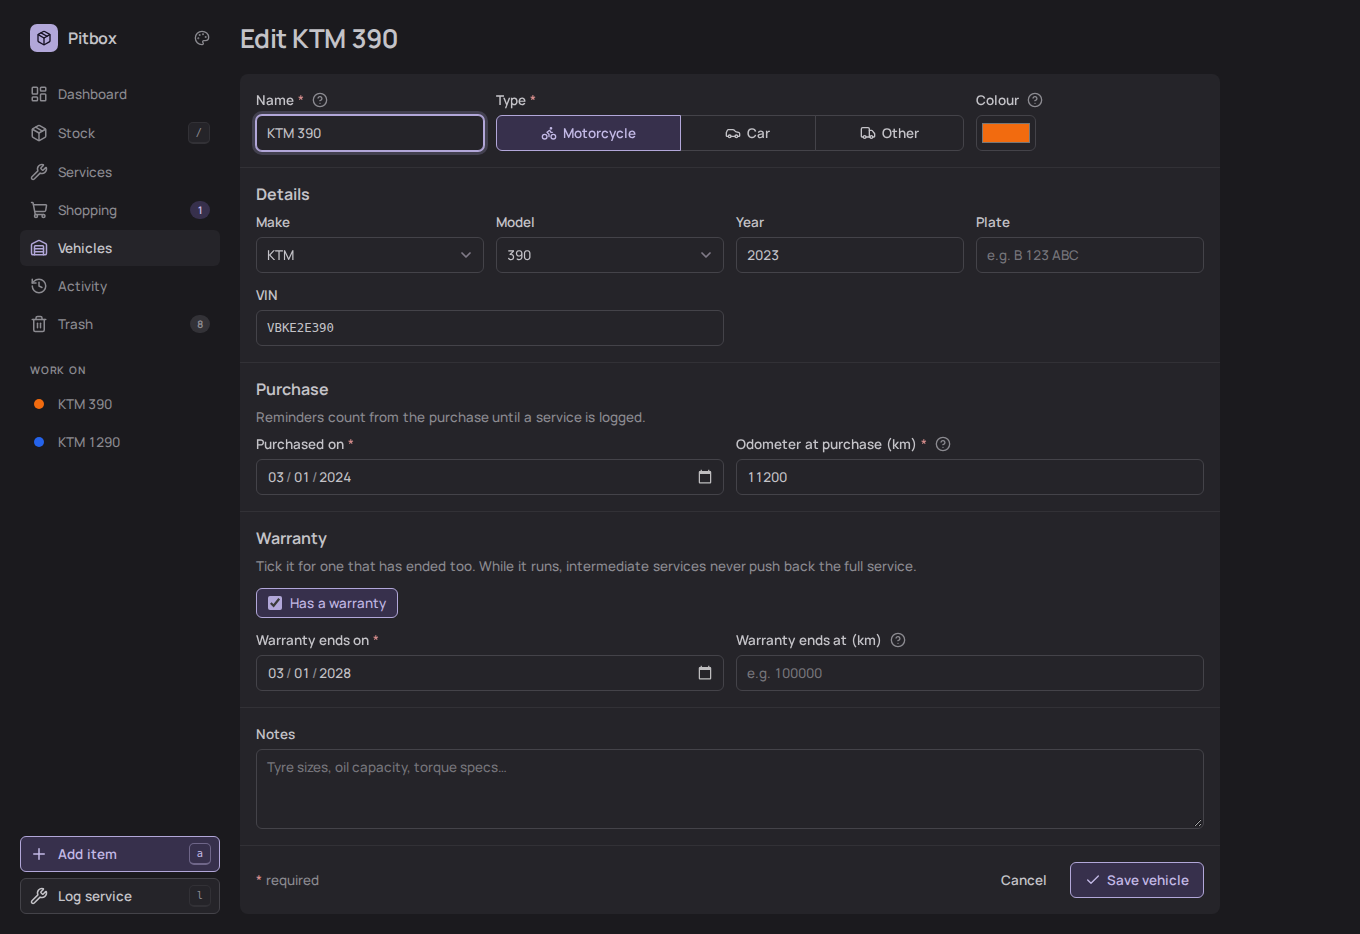 Pitbox
Edit KTM 390
Dashboard
Stock /
Services
Shopping 1
Vehicles
Activity
Trash 8
WORK ON
KTM 390
KTM 1290
Add item a
Log service l
Name * Type * Colour
KTM 390 Motorcycle Car Other
Details
Make Model Year Plate
KTM 390 2023 e.g. B 123 ABC
VIN
VBKE2E390
Purchase
Reminders count from the purchase until a service is logged.
Purchased on * Odometer at purchase (km) *
03/01/2024 11200
Warranty
Tick it for one that has ended too. While it runs, intermediate services never push back the full service.
Has a warranty
Warranty ends on * Warranty ends at (km)
03/01/2028 e.g. 100000
Notes
Tyre sizes, oil capacity, torque specs…
* required Cancel Save vehicle